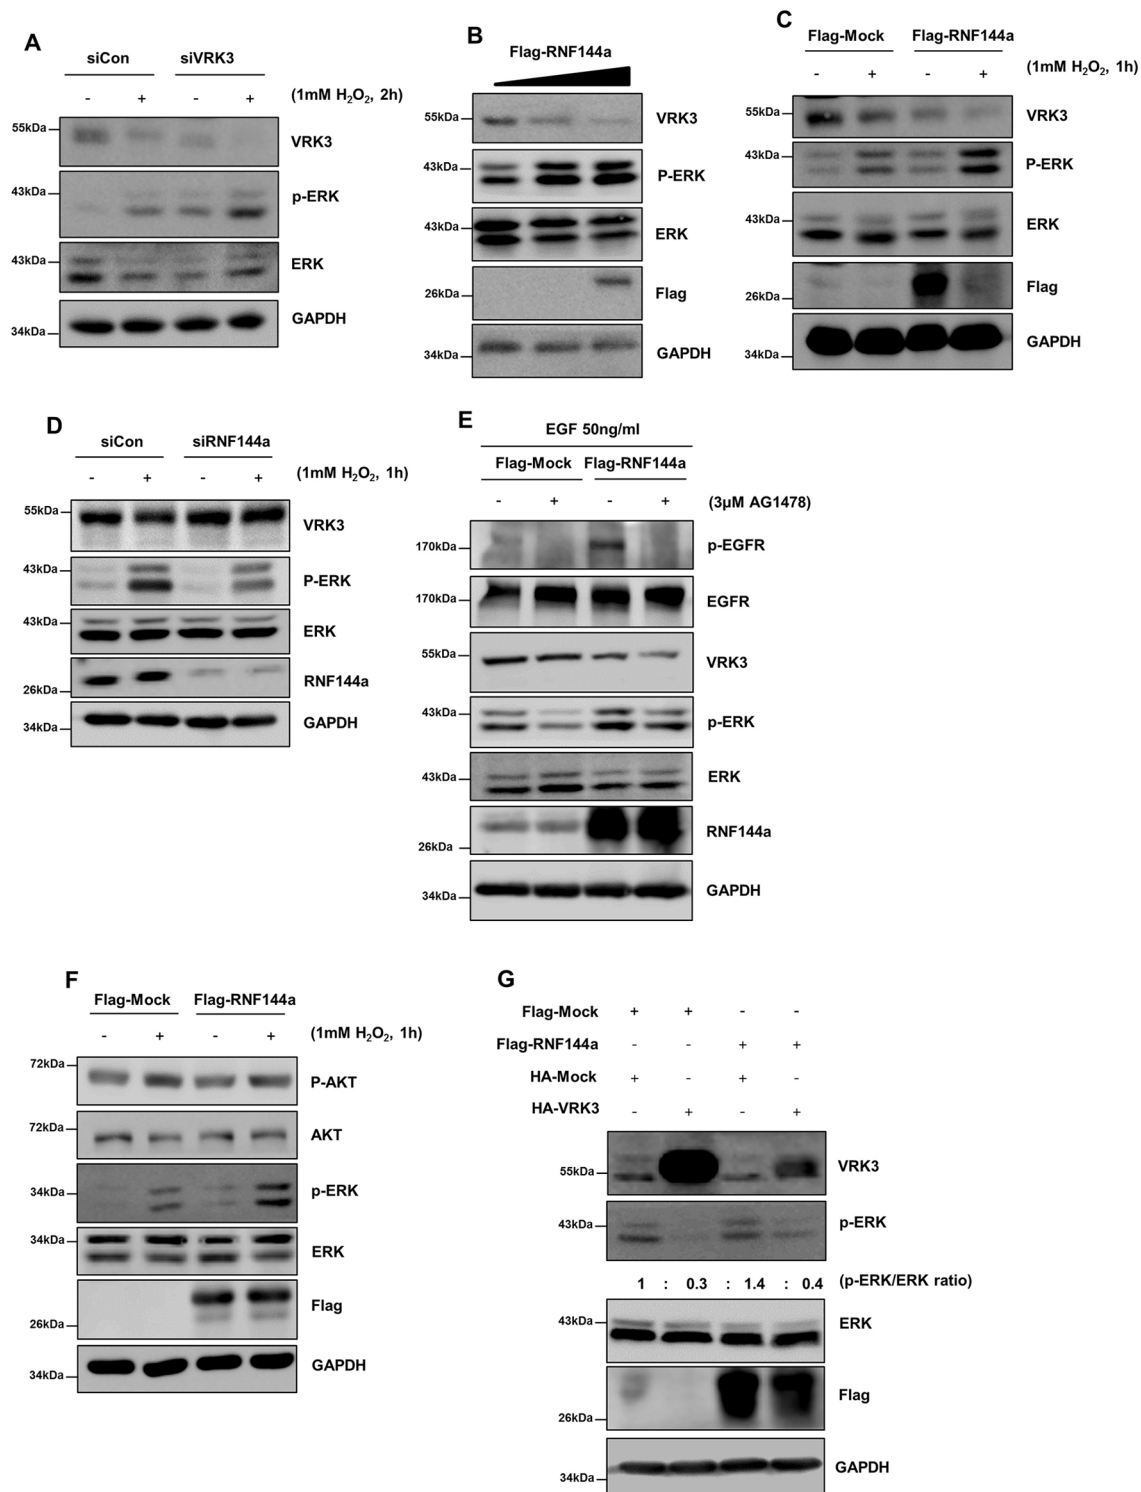 A
siCon siVRK3
- + - + (1mM H₂O₂, 2h)
55kDa VRK3
43kDa p-ERK
43kDa ERK
34kDa GAPDH
B
Flag-RNF144a
55kDa VRK3
43kDa P-ERK
43kDa ERK
26kDa Flag
34kDa GAPDH
C
Flag-Mock Flag-RNF144a
- + - + (1mM H₂O₂, 1h)
55kDa VRK3
43kDa P-ERK
43kDa ERK
26kDa Flag
34kDa GAPDH
D
siCon siRNF144a
- + - + (1mM H₂O₂, 1h)
55kDa VRK3
43kDa P-ERK
43kDa ERK
26kDa RNF144a
34kDa GAPDH
E
EGF 50ng/ml
Flag-Mock Flag-RNF144a
- + - + (3μM AG1478)
170kDa p-EGFR
170kDa EGFR
55kDa VRK3
43kDa p-ERK
43kDa ERK
26kDa RNF144a
34kDa GAPDH
F
Flag-Mock Flag-RNF144a
- + - + (1mM H₂O₂, 1h)
72kDa P-AKT
72kDa AKT
34kDa p-ERK
34kDa ERK
26kDa Flag
34kDa GAPDH
G
Flag-Mock + + - -
Flag-RNF144a - - + +
HA-Mock + - + -
HA-VRK3 - + - +
55kDa VRK3
43kDa p-ERK
1 : 0.3 : 1.4 : 0.4 (p-ERK/ERK ratio)
43kDa ERK
26kDa Flag
34kDa GAPDH